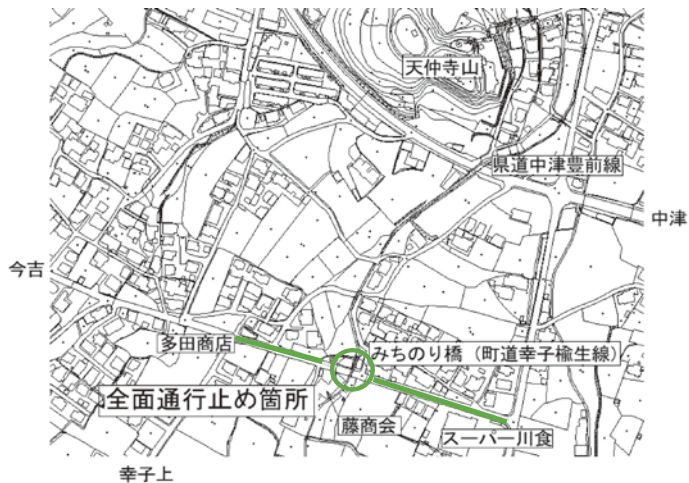 天仲寺山
県道中津豊前線
中津
今吉
多田商店
みちのり橋（町道幸子楡生線）
全面通行止め箇所
藤商会
スーパー川食
幸子上